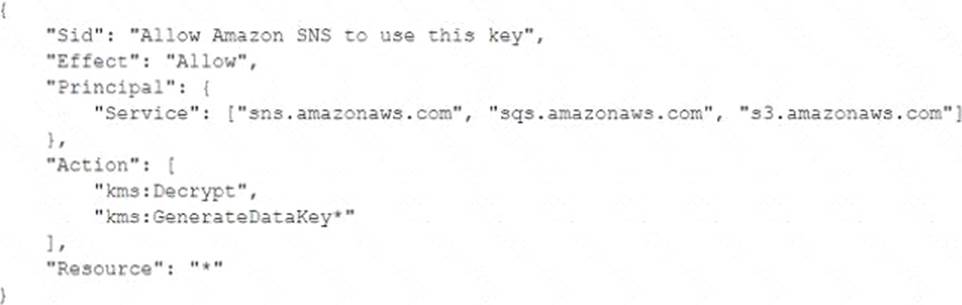 {
"Sid": "Allow Amazon SNS to use this key",
"Effect": "Allow",
"Principal": {
"Service": ["sns.amazonaws.com", "sqs.amazonaws.com", "s3.amazonaws.com"]
},
"Action": [
"kms:Decrypt",
"kms:GenerateDataKey*"
],
"Resource": "*"
}